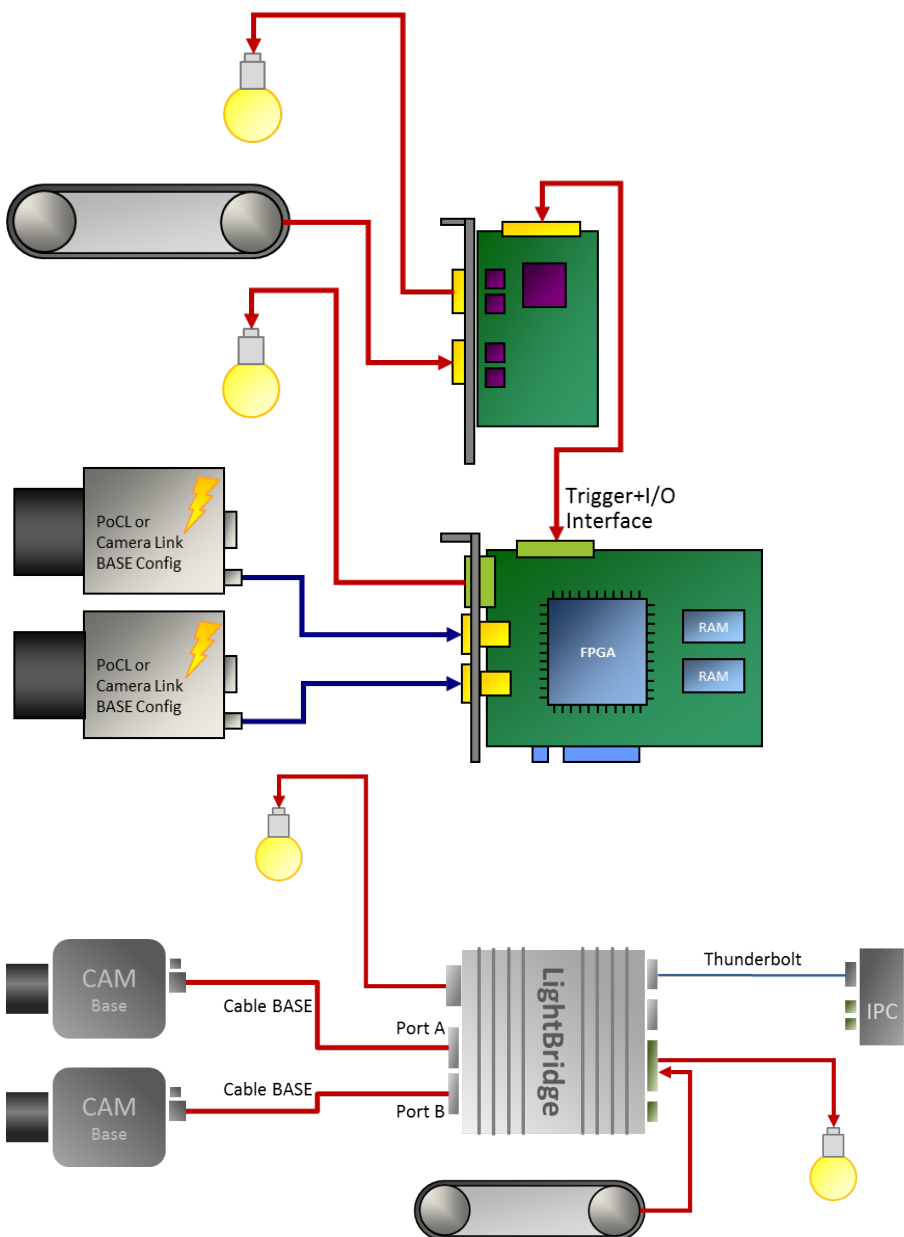 Trigger+I/O
Interface
PoCL or
Camera Link
BASE Config
FPGA
RAM
RAM
PoCL or
Camera Link
BASE Config
CAM
Base
Cable BASE
Port A
LightBridge
Thunderbolt
IPC
CAM
Base
Cable BASE
Port B